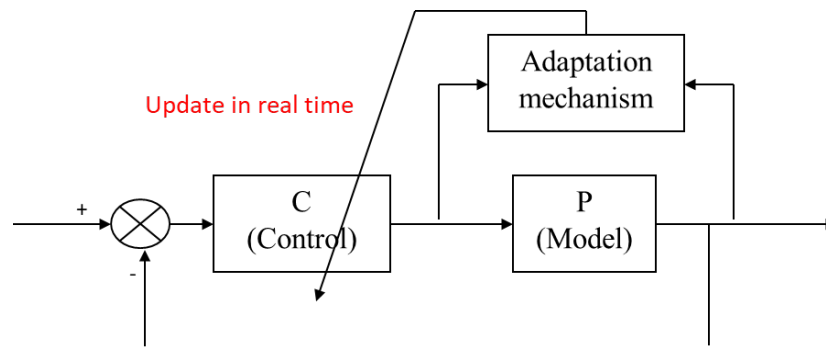 Adaptation
mechanism
Update in real time
+
C
(Control)
P
(Model)
-